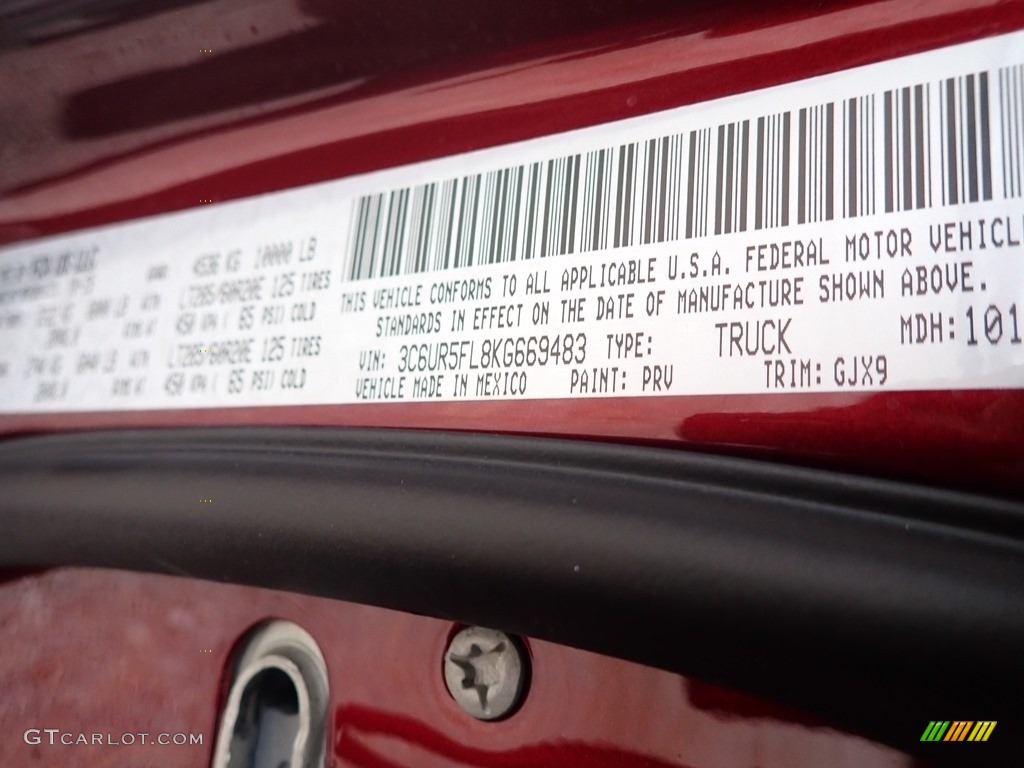 4536 KG 10000 LB
LT285/60R20E 125 TIRES
450 KPA ( 65 PSI) COLD
LT285/60R20E 125 TIRES
450 KPA ( 65 PSI) COLD
THIS VEHICLE CONFORMS TO ALL APPLICABLE U.S.A. FEDERAL MOTOR VEHICL
STANDARDS IN EFFECT ON THE DATE OF MANUFACTURE SHOWN ABOVE.
VIN: 3C6UR5FL8KG669483 TYPE: TRUCK MDH: 101
VEHICLE MADE IN MEXICO PAINT: PRV TRIM: GJX9
GTCARLOT.COM